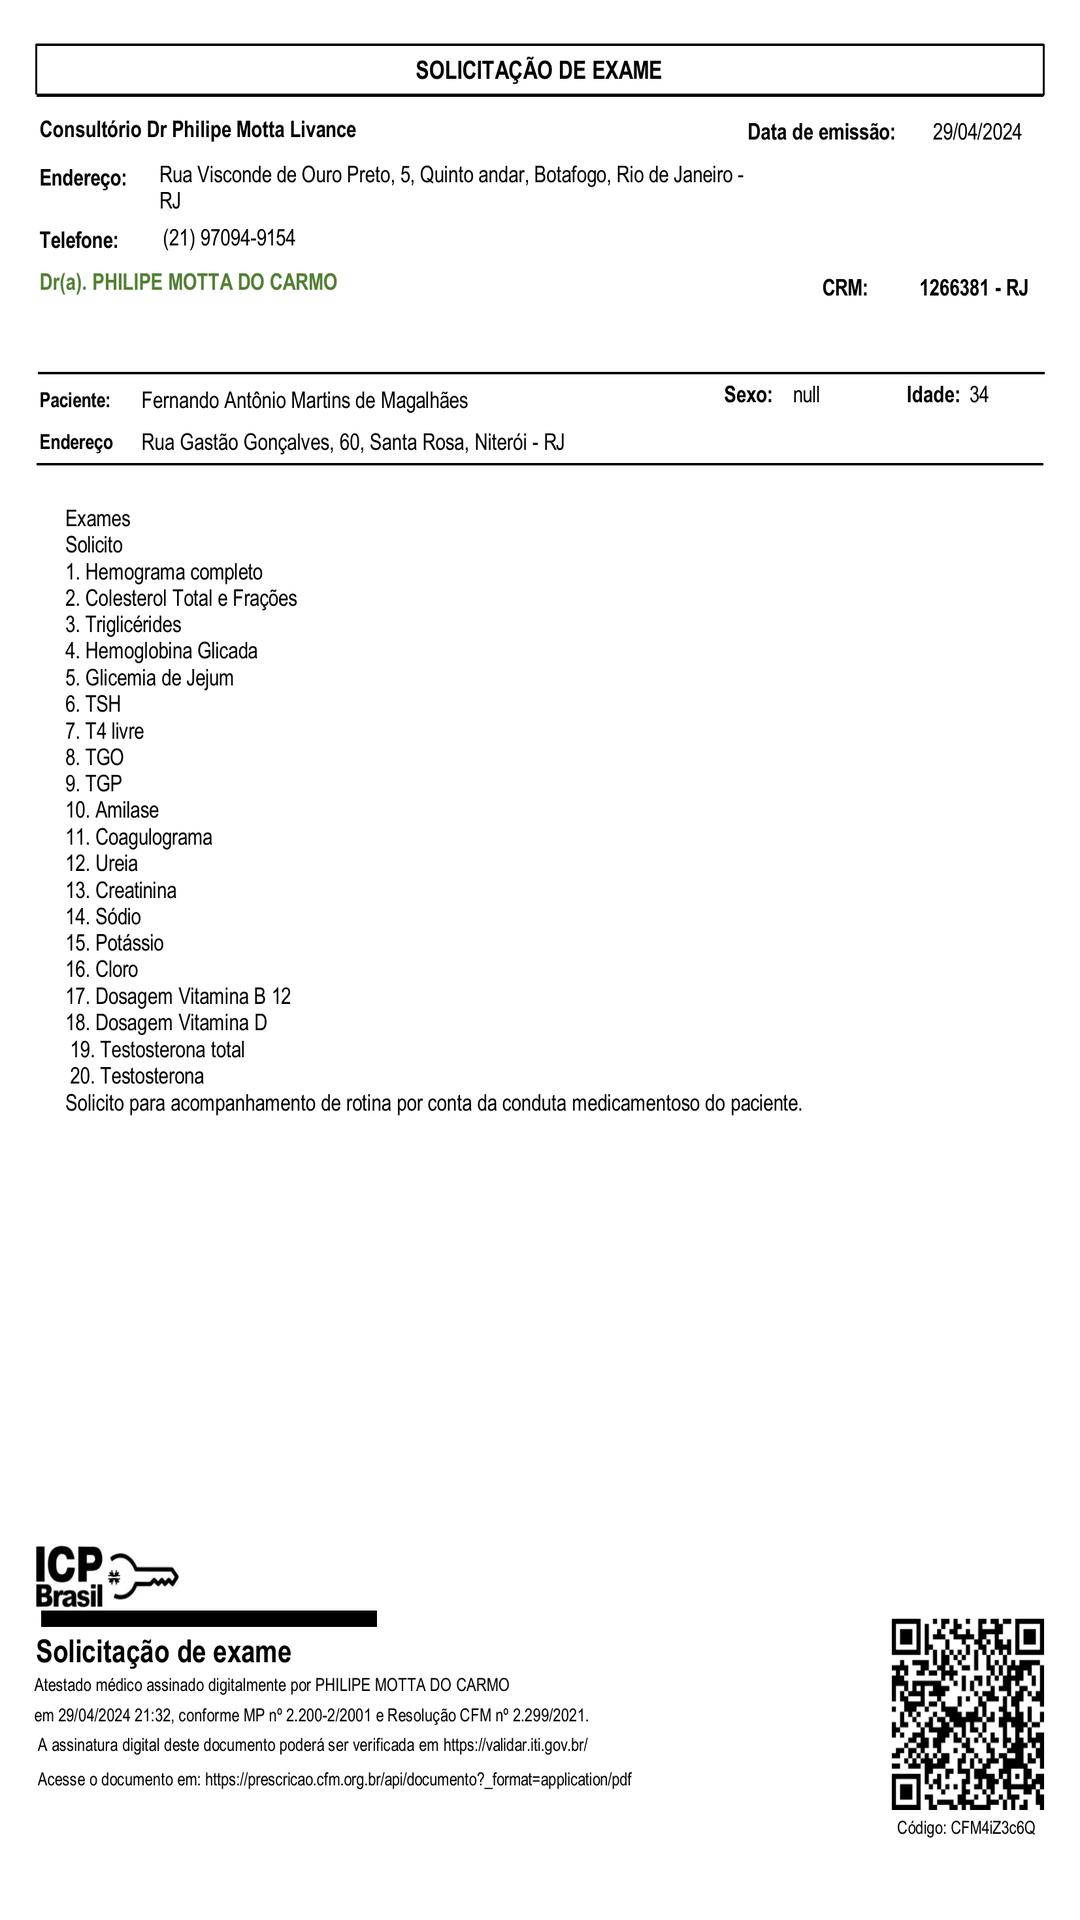 SOLICITAÇÃO DE EXAME
Consultório Dr Philipe Motta Livance
Data de emissão: 29/04/2024
Endereço: Rua Visconde de Ouro Preto, 5, Quinto andar, Botafogo, Rio de Janeiro -
RJ
Telefone: (21) 97094-9154
Dr(a). PHILIPE MOTTA DO CARMO
CRM: 1266381 - RJ
Paciente: Fernando Antônio Martins de Magalhães Sexo: null Idade: 34
Endereço Rua Gastão Gonçalves, 60, Santa Rosa, Niterói - RJ
Exames
Solicito
1. Hemograma completo
2. Colesterol Total e Frações
3. Triglicérides
4. Hemoglobina Glicada
5. Glicemia de Jejum
6. TSH
7. T4 livre
8. TGO
9. TGP
10. Amilase
11. Coagulograma
12. Ureia
13. Creatinina
14. Sódio
15. Potássio
16. Cloro
17. Dosagem Vitamina B 12
18. Dosagem Vitamina D
19. Testosterona total
20. Testosterona
Solicito para acompanhamento de rotina por conta da conduta medicamentoso do paciente.
ICP
Brasil
Solicitação de exame
Atestado médico assinado digitalmente por PHILIPE MOTTA DO CARMO
em 29/04/2024 21:32, conforme MP nº 2.200-2/2001 e Resolução CFM nº 2.299/2021.
A assinatura digital deste documento poderá ser verificada em https://validar.iti.gov.br/
Acesse o documento em: https://prescricao.cfm.org.br/api/documento?_format=application/pdf
Código: CFM4iZ3c6Q